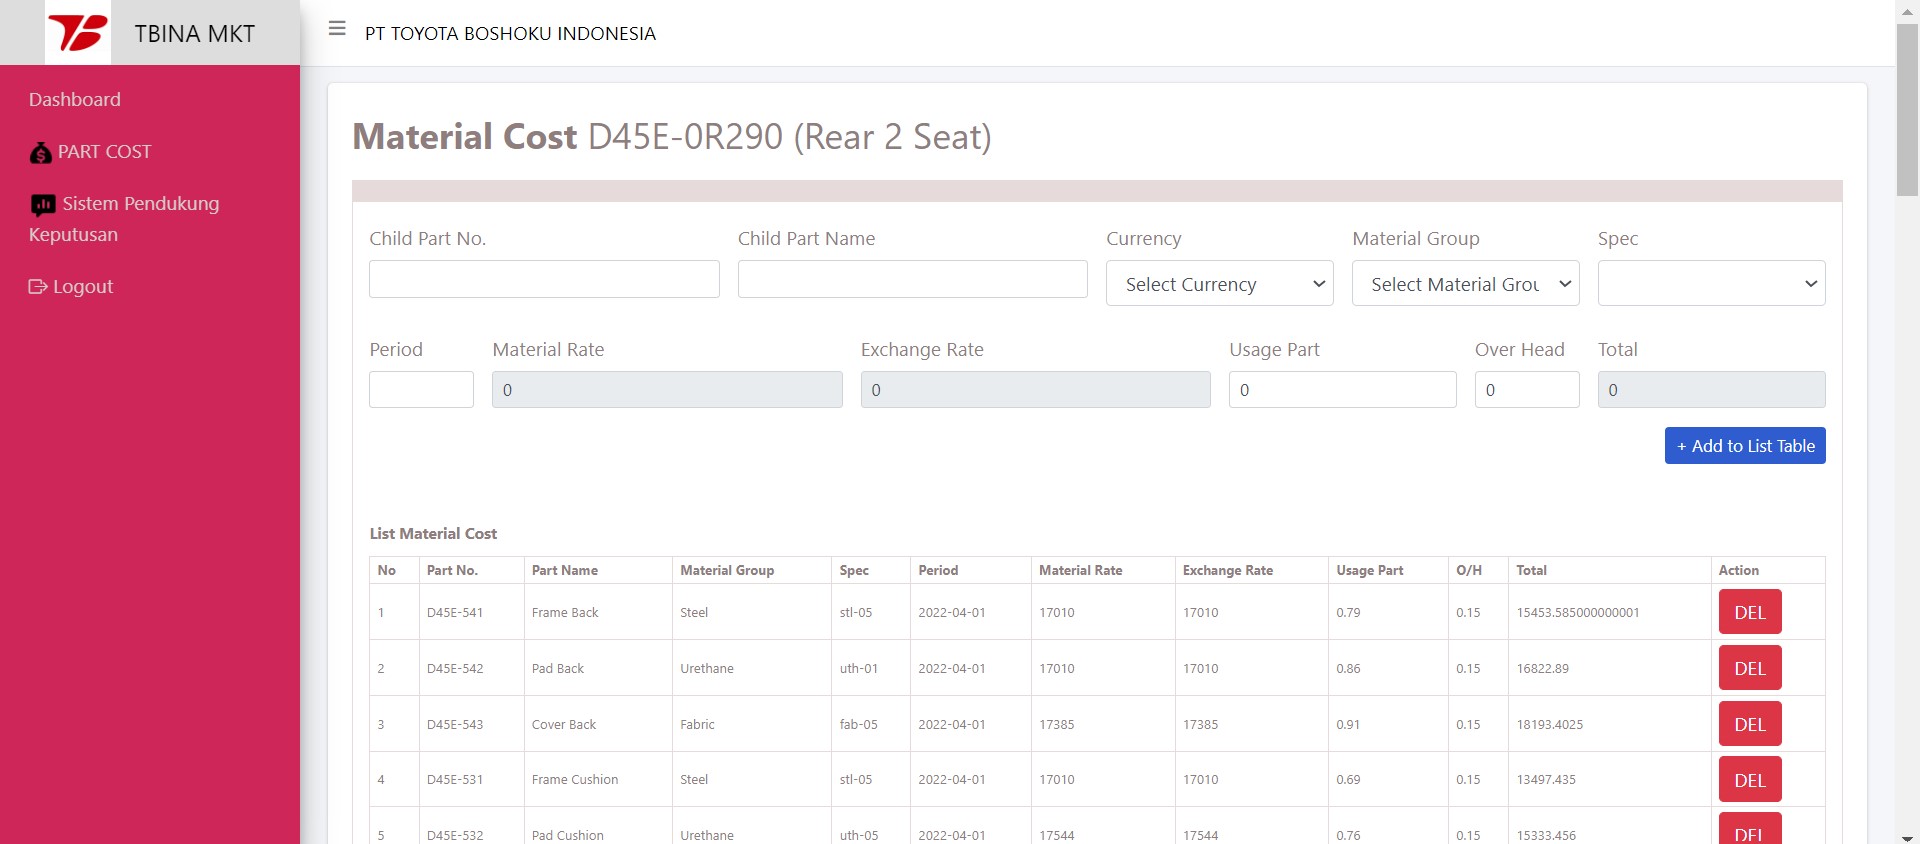 TBINA MKT
PT TOYOTA BOSHOKU INDONESIA
Dashboard
PART COST
Sistem Pendukung
Keputusan
Logout
Material Cost D45E-0R290 (Rear 2 Seat)
Child Part No. Child Part Name Currency Material Group Spec
Select Currency Select Material Grou
Period Material Rate Exchange Rate Usage Part Over Head Total
0 0 0 0 0
+ Add to List Table
List Material Cost
No Part No. Part Name Material Group Spec Period Material Rate Exchange Rate Usage Part O/H Total Action
1 D45E-541 Frame Back Steel stl-05 2022-04-01 17010 17010 0.79 0.15 15453.585000000001 DEL
2 D45E-542 Pad Back Urethane uth-01 2022-04-01 17010 17010 0.86 0.15 16822.89 DEL
3 D45E-543 Cover Back Fabric fab-05 2022-04-01 17385 17385 0.91 0.15 18193.4025 DEL
4 D45E-531 Frame Cushion Steel stl-05 2022-04-01 17010 17010 0.69 0.15 13497.435 DEL
5 D45E-532 Pad Cushion Urethane uth-05 2022-04-01 17544 17544 0.76 0.15 15333.456 DEL